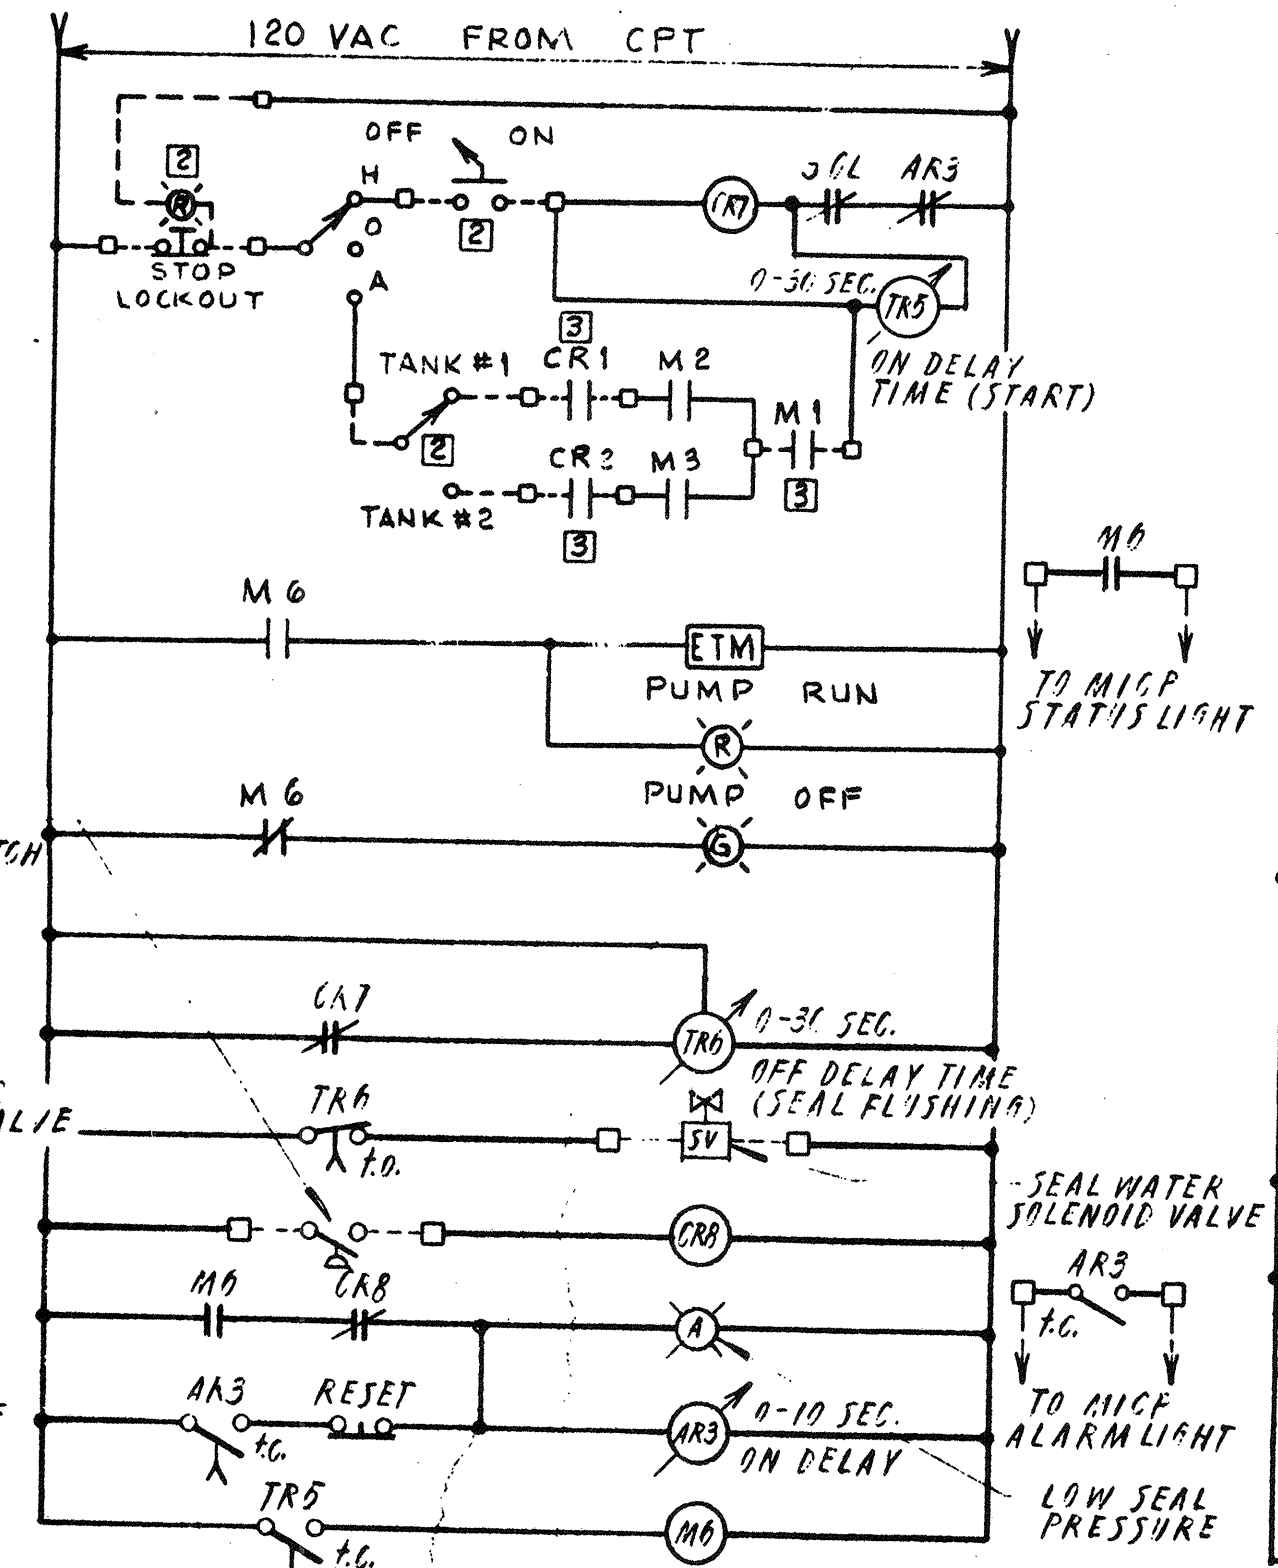 120 VAC FROM CPT
OFF ON
2
H
OL AR3
R
CR7
O
2
STOP
LOCKOUT
A
0-30 SEC.
TR5
3
TANK #1 CR1 M2
ON DELAY
TIME (START)
M1
2
CR2 M3
3
TANK #2
3
M6
M6
ETM
PUMP RUN
TO MICP
STATUS LIGHT
R
M6
PUMP OFF
G
CR7
0-30 SEC.
TR6
OFF DELAY TIME
(SEAL FLUSHING)
TR6
SV
t.o.
SEAL WATER
SOLENOID VALVE
CR8
M6 CR8
AR3
A
t.c.
AR3 RESET
0-10 SEC.
TO MICP
ALARM LIGHT
AR3
t.c.
ON DELAY
TR5
LOW SEAL
PRESSURE
M6
t.c.